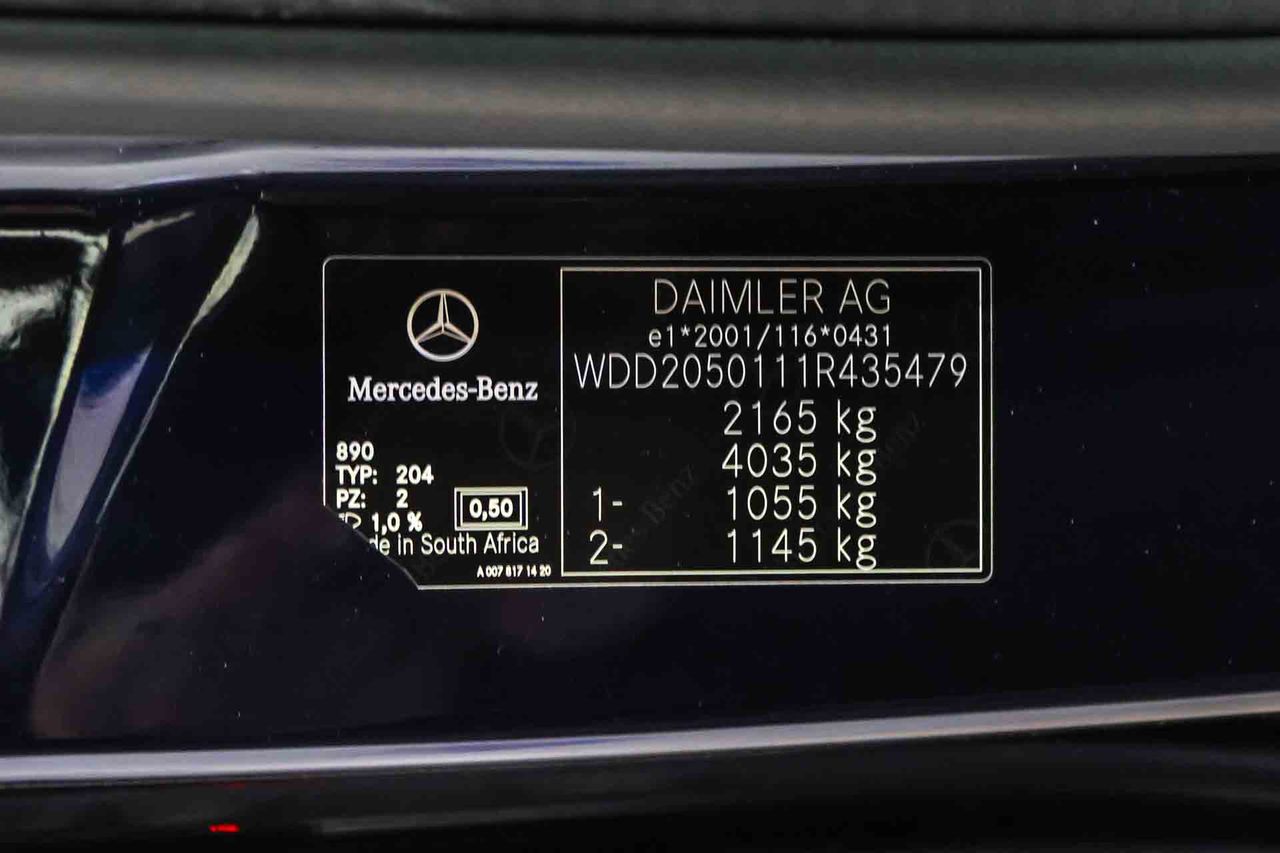 Mercedes-Benz
890
TYP: 204
PZ: 2
1,0 %
0,50
in South Africa
A 007 817 14 20
DAIMLER AG
e1*2001/116*0431
WDD2050111R435479
2165 kg
4035 kg
1- 1055 kg
2- 1145 kg